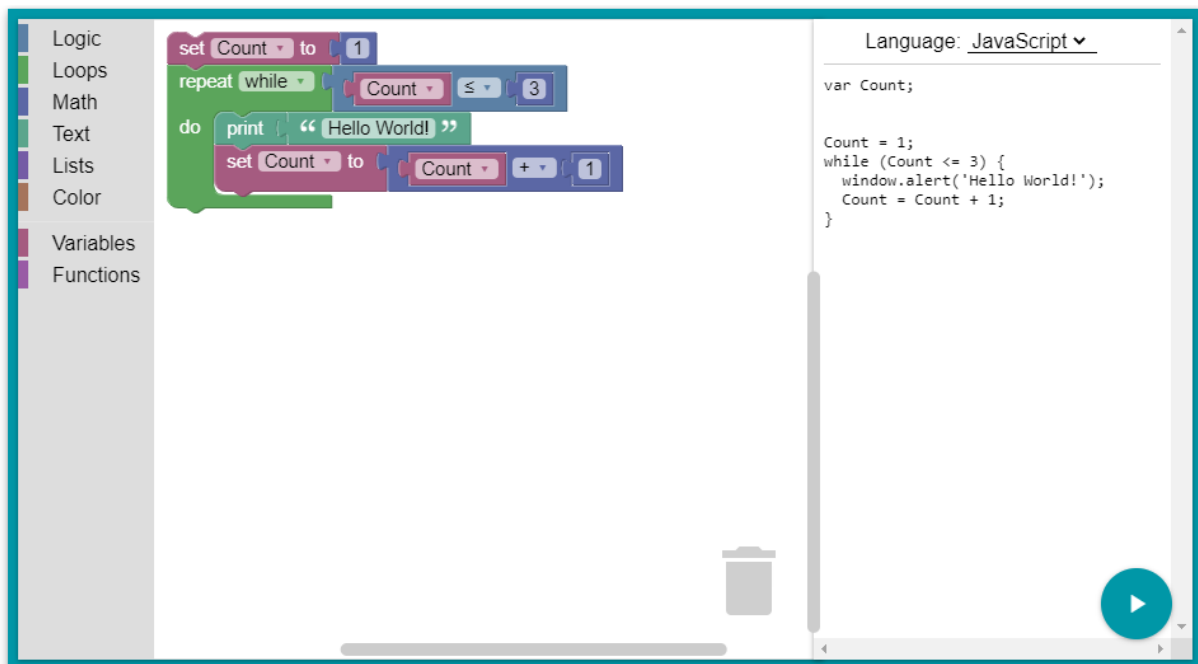 Logic
Loops
Math
Text
Lists
Color
Variables
Functions
set Count to 1
repeat while Count ≤ 3
do print “ Hello World! ”
set Count to Count + 1
Language: JavaScript
var Count;
Count = 1;
while (Count <= 3) {
  window.alert('Hello World!');
  Count = Count + 1;
}